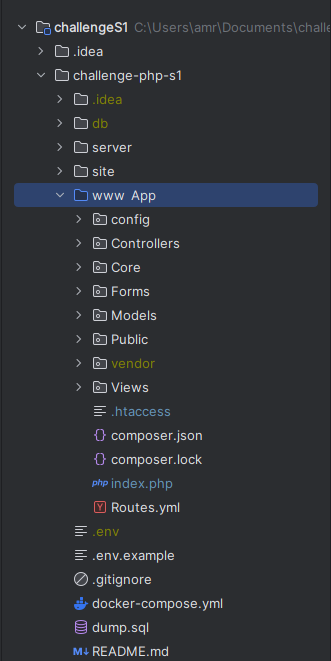 challengeS1 C:\Users\amr\Documents\challe
.idea
challenge-php-s1
.idea
db
server
site
www App
config
Controllers
Core
Forms
Models
Public
vendor
Views
.htaccess
composer.json
composer.lock
php index.php
Y Routes.yml
.env
.env.example
.gitignore
docker-compose.yml
dump.sql
M↓ README.md